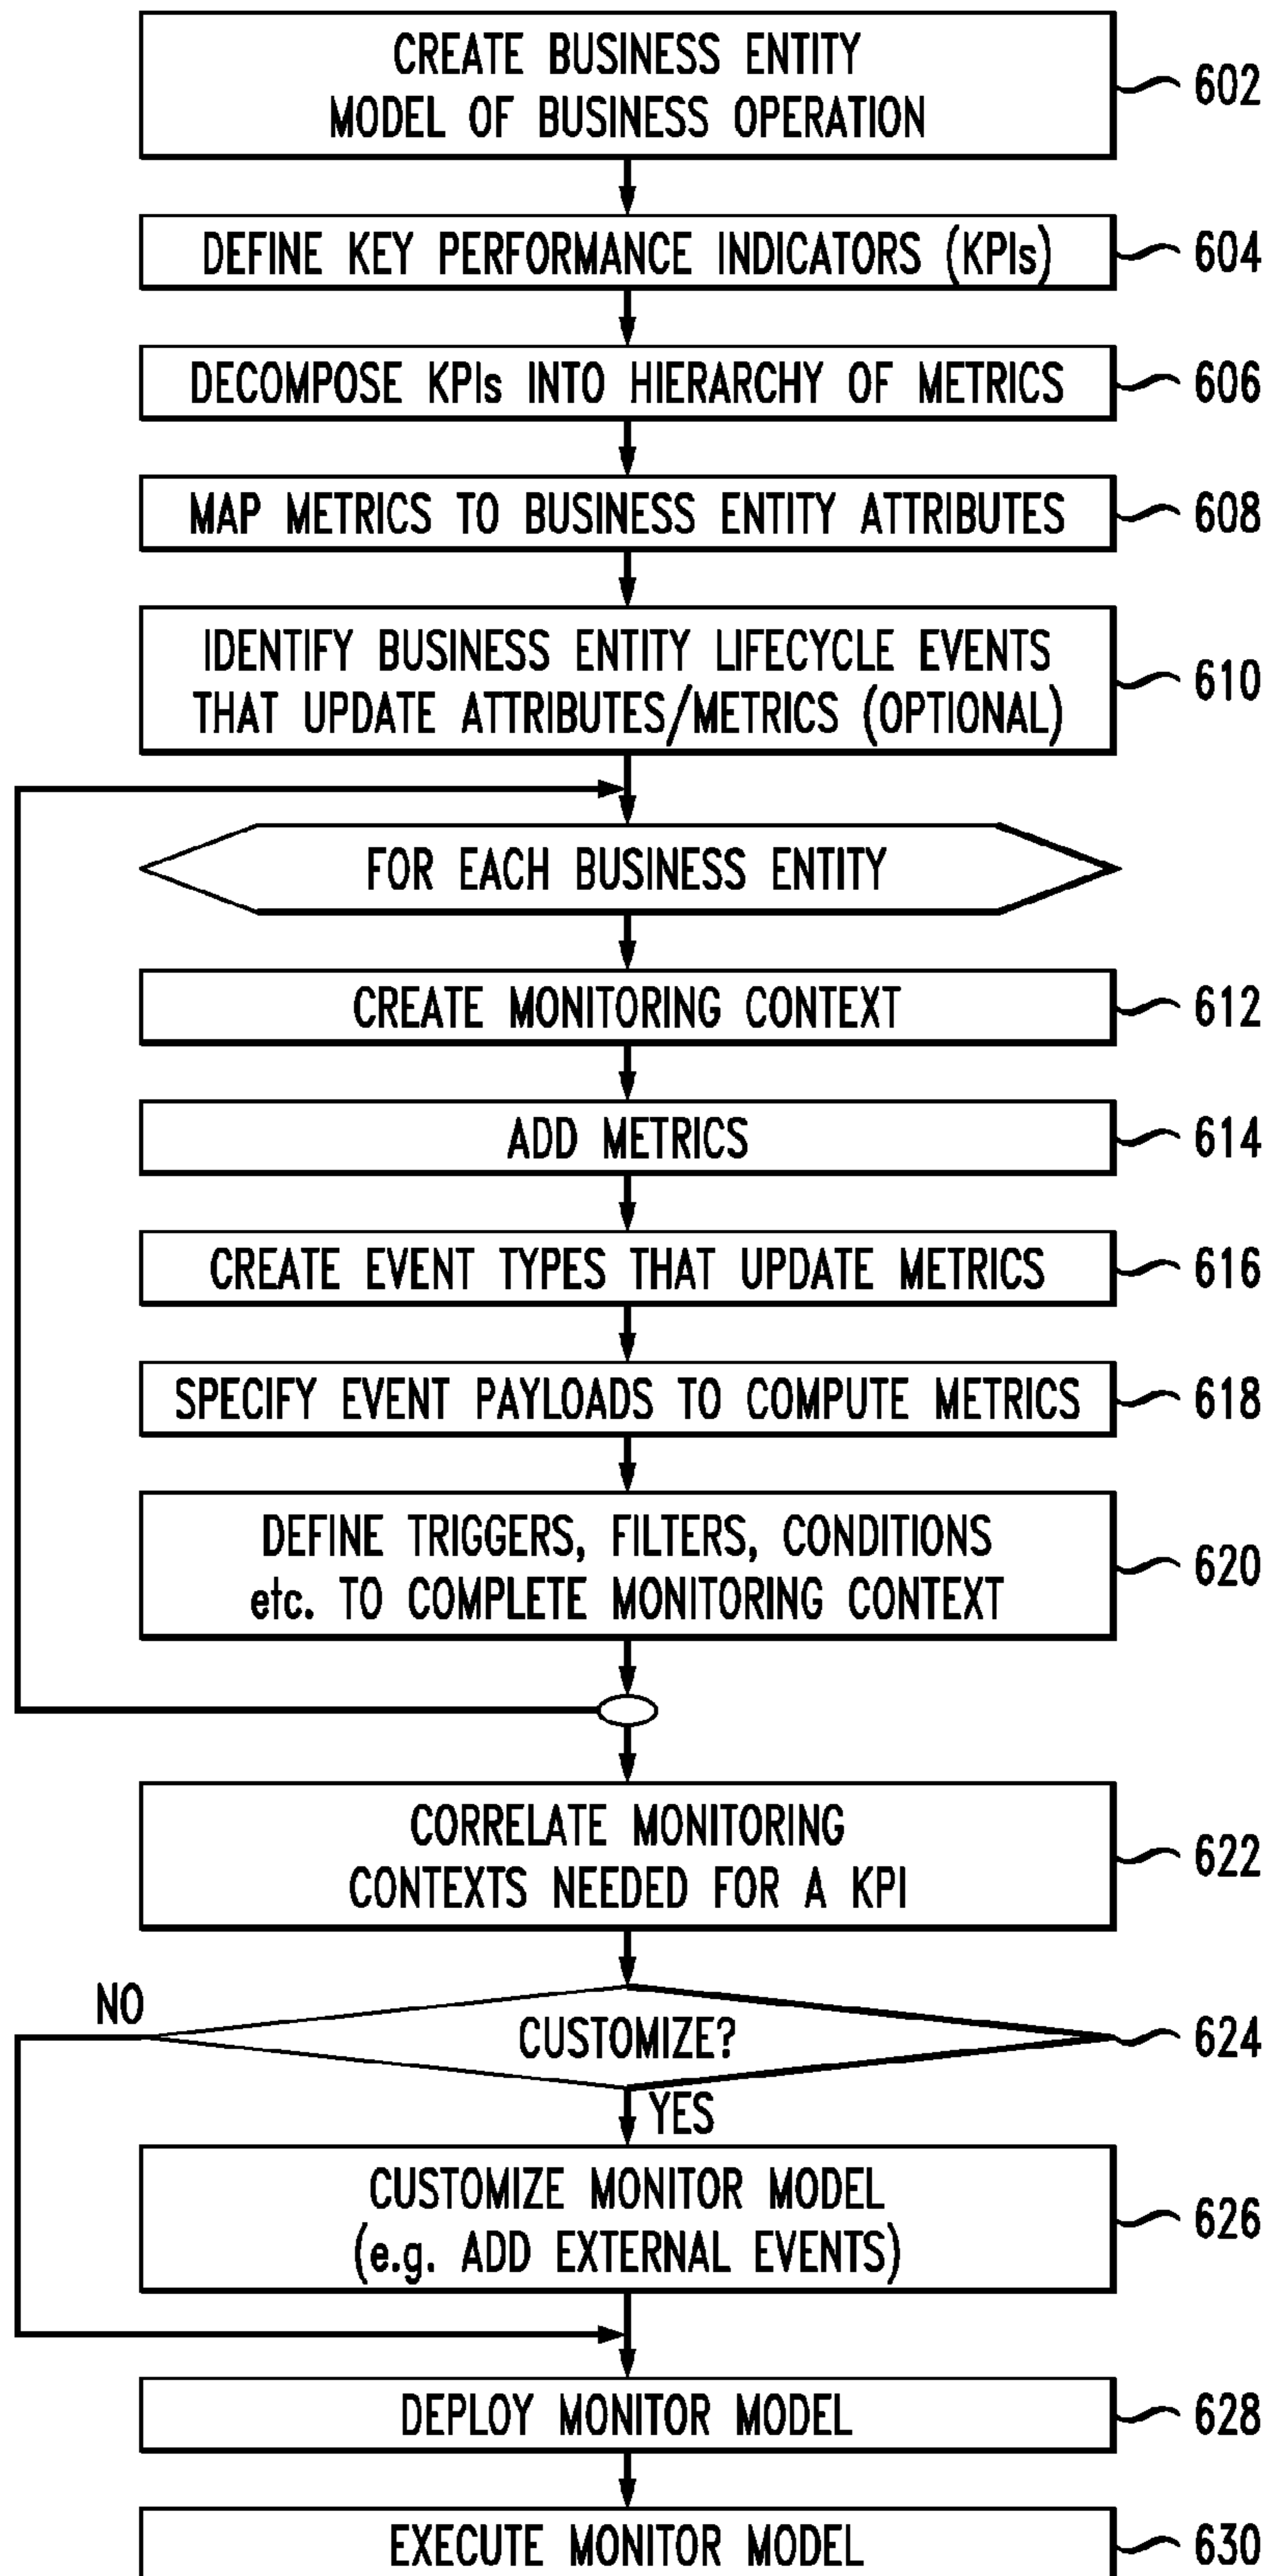 CREATE BUSINESS ENTITY
MODEL OF BUSINESS OPERATION
602
DEFINE KEY PERFORMANCE INDICATORS (KPIs)
604
DECOMPOSE KPIs INTO HIERARCHY OF METRICS
606
MAP METRICS TO BUSINESS ENTITY ATTRIBUTES
608
IDENTIFY BUSINESS ENTITY LIFECYCLE EVENTS
THAT UPDATE ATTRIBUTES/METRICS (OPTIONAL)
610
FOR EACH BUSINESS ENTITY
CREATE MONITORING CONTEXT
612
ADD METRICS
614
CREATE EVENT TYPES THAT UPDATE METRICS
616
SPECIFY EVENT PAYLOADS TO COMPUTE METRICS
618
DEFINE TRIGGERS, FILTERS, CONDITIONS
etc. TO COMPLETE MONITORING CONTEXT
620
CORRELATE MONITORING
CONTEXTS NEEDED FOR A KPI
622
NO
CUSTOMIZE?
624
YES
CUSTOMIZE MONITOR MODEL
(e.g. ADD EXTERNAL EVENTS)
626
DEPLOY MONITOR MODEL
628
EXECUTE MONITOR MODEL
630